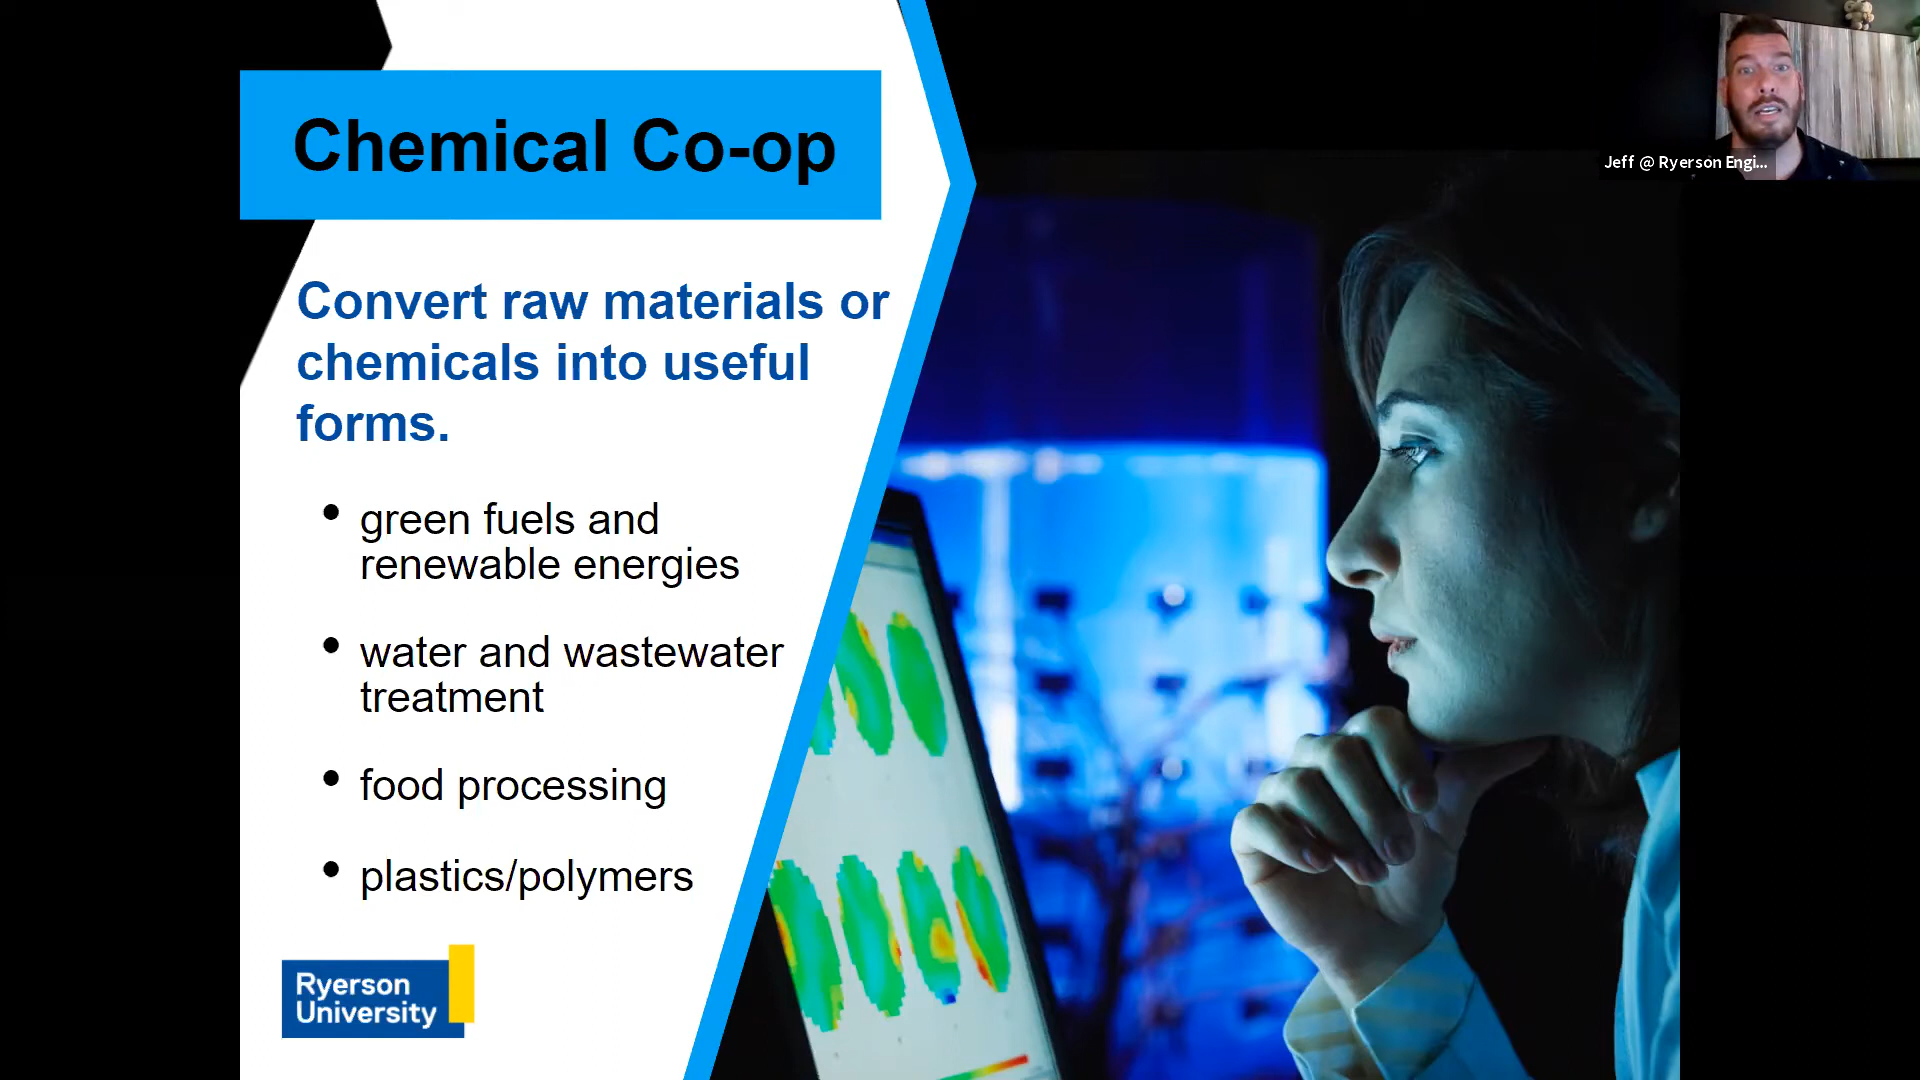 Chemical Co-op
Jeff @ Ryerson Engi...
Convert raw materials or
chemicals into useful
forms.
• green fuels and
renewable energies
• water and wastewater
treatment
• food processing
• plastics/polymers
Ryerson
University